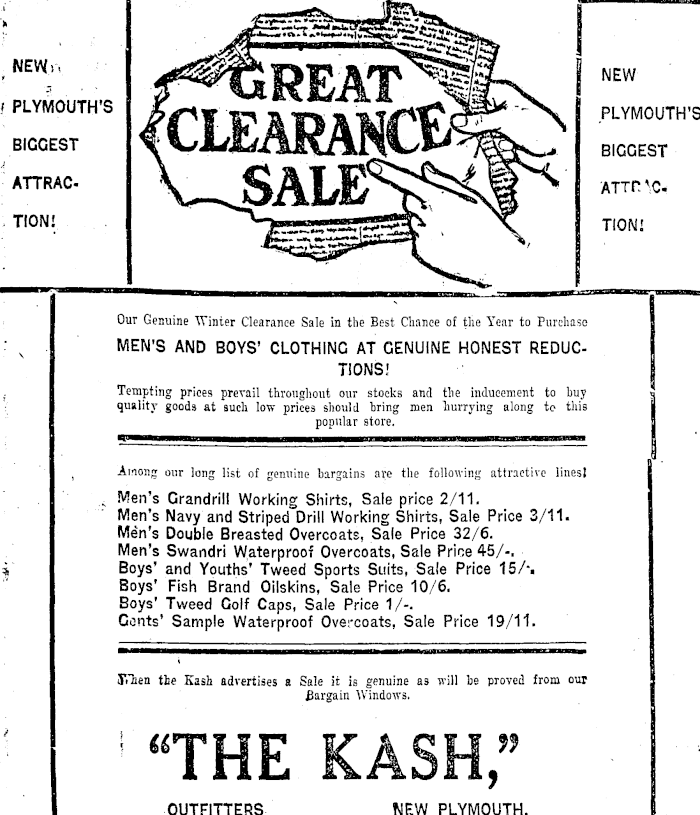 NEW
PLYMOUTH'S
BIGGEST
ATTRAC-
TION!
GREAT
CLEARANCE
SALE
NEW
PLYMOUTH'S
BIGGEST
ATTRAC-
TION!
Our Genuine Winter Clearance Sale in the Best Chance of the Year to Purchase
MEN'S AND BOYS' CLOTHING AT GENUINE HONEST REDUC-
TIONS!
Tempting prices prevail throughout our stocks and the inducement to buy
quality goods at such low prices should bring men hurrying along to this
popular store.
Among our long list of genuine bargains are the following attractive lines!
Men's Grandrill Working Shirts, Sale price 2/11.
Men's Navy and Striped Drill Working Shirts, Sale Price 3/11.
Men's Double Breasted Overcoats, Sale Price 32/6.
Men's Swandri Waterproof Overcoats, Sale Price 45/-.
Boys' and Youths' Tweed Sports Suits, Sale Price 15/-.
Boys' Fish Brand Oilskins, Sale Price 10/6.
Boys' Tweed Golf Caps, Sale Price 1/-.
Gents' Sample Waterproof Overcoats, Sale Price 19/11.
When the Kash advertises a Sale it is genuine as will be proved from our
Bargain Windows.
"THE KASH,"
OUTFITTERS NEW PLYMOUTH.